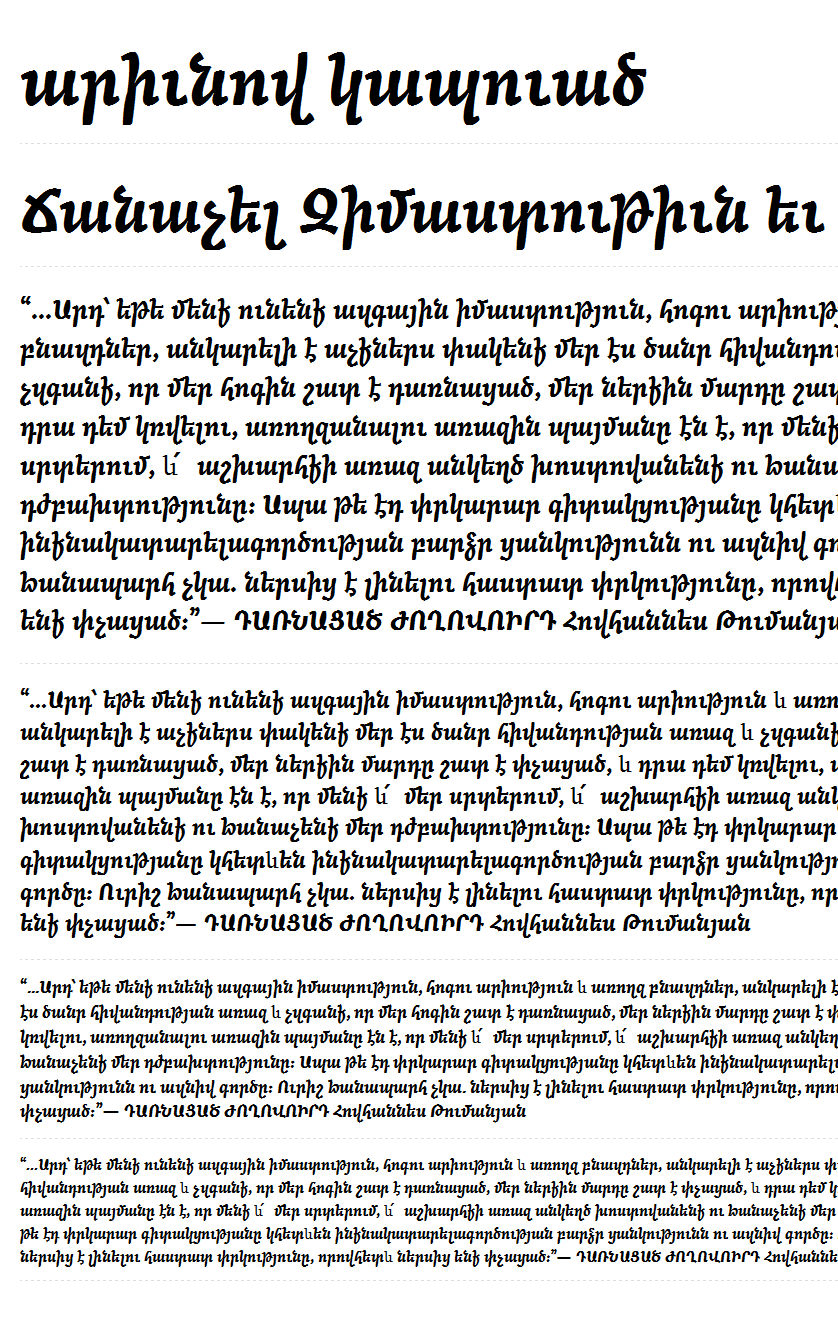 արիւնով կապուած
Ճանաչել Զիմաստութիւն եւ
“…Արդ՝ եթե մենք ունենք ազգային իմաստություն, հոգու արիությ
բնազդներ, անկարելի է աչքներս փակենք մեր էս ծանր հիվանդու
չզգանք, որ մեր հոգին շատ է դառնացած, մեր ներքին մարդը շատ
դրա դեմ կռվելու, առողջանալու առաջին պայմանը էն է, որ մենք
սրտերում, և՛ աշխարհքի առաջ անկեղծ խոստովանենք ու ճանա
դժբախտությունը։ Ապա թե էդ փրկարար գիտակցությանը կհետև
ինքնակատարելագործության բարձր ցանկությունն ու ազնիվ գո
ճանապարհ չկա. ներսից է լինելու հաստատ փրկությունը, որովհ
ենք փչացած։”— ԴԱՌՆԱՑԱԾ ԺՈՂՈՎՈՒՐԴ Հովհաննես Թումանյա
“…Արդ՝ եթե մենք ունենք ազգային իմաստություն, հոգու արիություն և առո
անկարելի է աչքներս փակենք մեր էս ծանր հիվանդության առաջ և չզգանք
շատ է դառնացած, մեր ներքին մարդը շատ է փչացած, և դրա դեմ կռվելու,
առաջին պայմանը էն է, որ մենք և՛ մեր սրտերում, և՛ աշխարհքի առաջ անկ
խոստովանենք ու ճանաչենք մեր դժբախտությունը։ Ապա թե էդ փրկարար
գիտակցությանը կհետևեն ինքնակատարելագործության բարձր ցանկությ
գործը։ Ուրիշ ճանապարհ չկա. ներսից է լինելու հաստատ փրկությունը, որ
ենք փչացած։”— ԴԱՌՆԱՑԱԾ ԺՈՂՈՎՈՒՐԴ Հովհաննես Թումանյան
“…Արդ՝ եթե մենք ունենք ազգային իմաստություն, հոգու արիություն և առողջ բնազդներ, անկարելի է
էս ծանր հիվանդության առաջ և չզգանք, որ մեր հոգին շատ է դառնացած, մեր ներքին մարդը շատ է փ
կռվելու, առողջանալու առաջին պայմանը էն է, որ մենք և՛ մեր սրտերում, և՛ աշխարհքի առաջ անկեղ
ճանաչենք մեր դժբախտությունը։ Ապա թե էդ փրկարար գիտակցությանը կհետևեն ինքնակատարել
ցանկությունն ու ազնիվ գործը։ Ուրիշ ճանապարհ չկա. ներսից է լինելու հաստատ փրկությունը, որո
փչացած։”— ԴԱՌՆԱՑԱԾ ԺՈՂՈՎՈՒՐԴ Հովհաննես Թումանյան
“…Արդ՝ եթե մենք ունենք ազգային իմաստություն, հոգու արիություն և առողջ բնազդներ, անկարելի է աչքներս փ
հիվանդության առաջ և չզգանք, որ մեր հոգին շատ է դառնացած, մեր ներքին մարդը շատ է փչացած, և դրա դեմ կ
առաջին պայմանը էն է, որ մենք և՛ մեր սրտերում, և՛ աշխարհքի առաջ անկեղծ խոստովանենք ու ճանաչենք մեր
թե էդ փրկարար գիտակցությանը կհետևեն ինքնակատարելագործության բարձր ցանկությունն ու ազնիվ գործը։
ներսից է լինելու հաստատ փրկությունը, որովհետև ներսից ենք փչացած։”— ԴԱՌՆԱՑԱԾ ԺՈՂՈՎՈՒՐԴ Հովհաննե